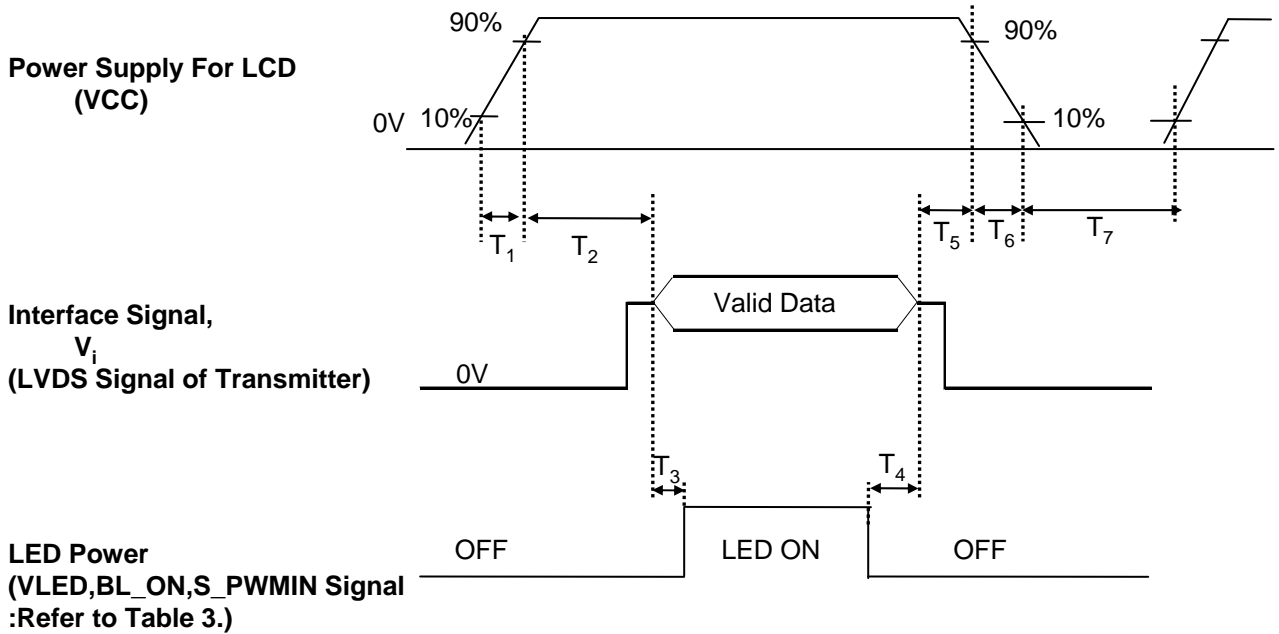 90%
90%
Power Supply For LCD
(VCC)
0V 10%
10%
T1
T2
T5
T6
T7
Interface Signal,
Vi
(LVDS Signal of Transmitter)
Valid Data
0V
T3
T4
LED Power
(VLED,BL_ON,S_PWMIN Signal
:Refer to Table 3.)
OFF
LED ON
OFF